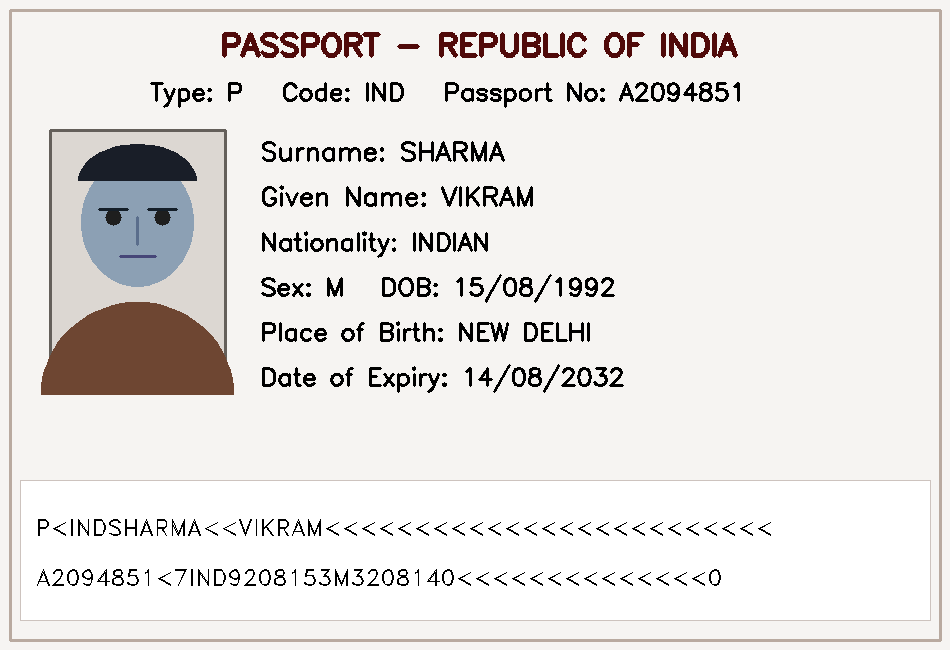 PASSPORT – REPUBLIC OF INDIA
Type: P Code: IND Passport No: A2094851
Surname: SHARMA
Given Name: VIKRAM
Nationality: INDIAN
Sex: M DOB: 15/08/1992
Place of Birth: NEW DELHI
Date of Expiry: 14/08/2032
P<INDSHARMA<<VIKRAM<<<<<<<<<<<<<<<<<<<<<<<<<
A2094851<7IND9208153M3208140<<<<<<<<<<<<<<0